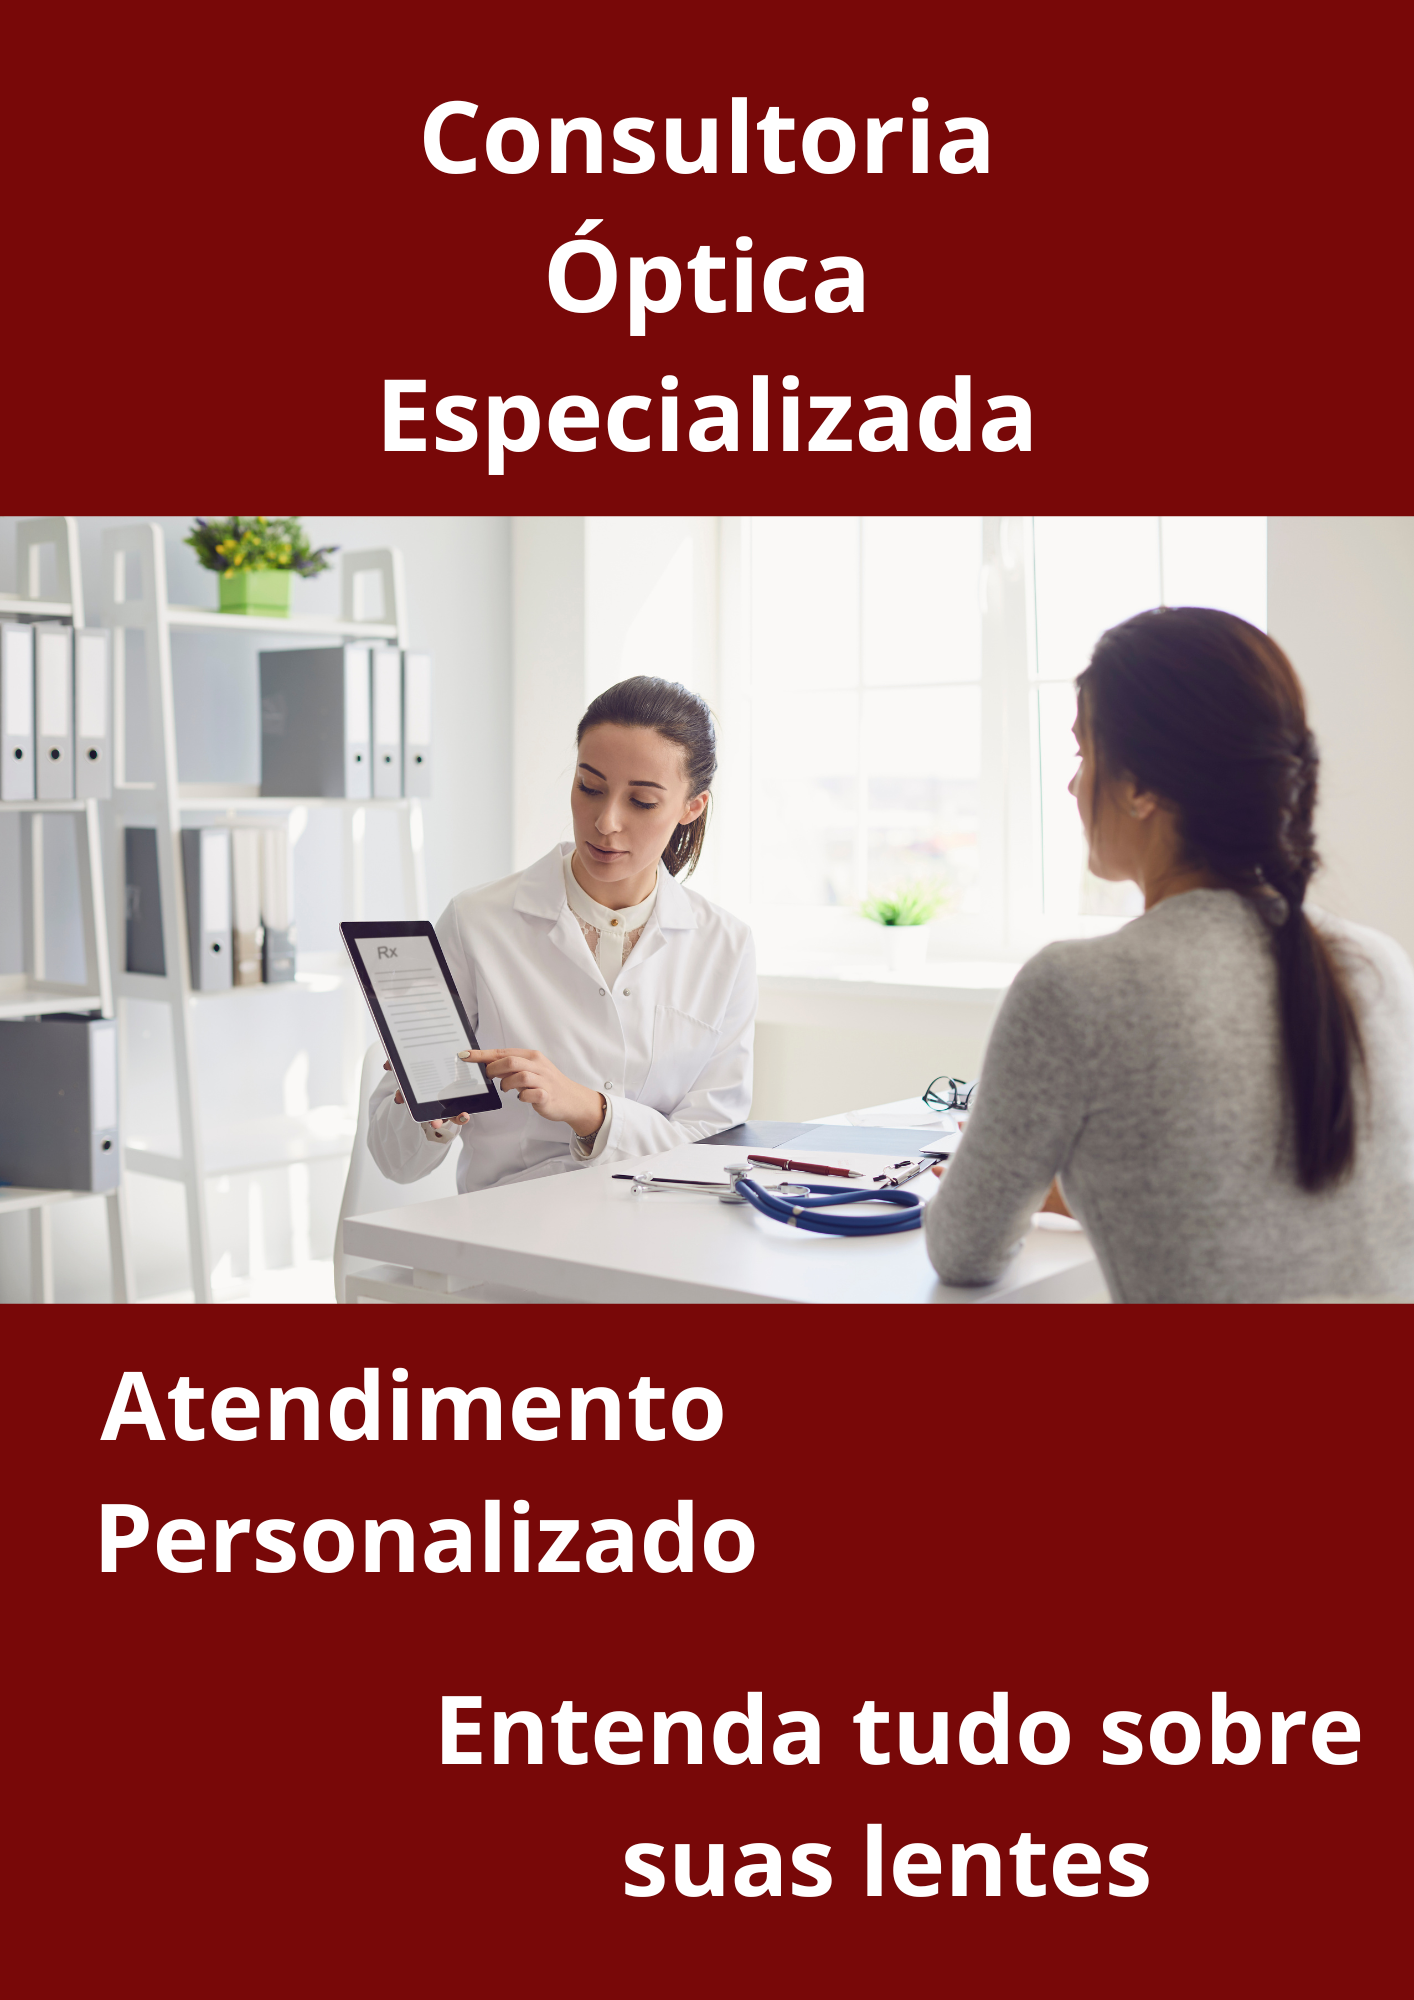 Consultoria
Óptica
Especializada
Rx
Atendimento
Personalizado
Entenda tudo sobre
suas lentes